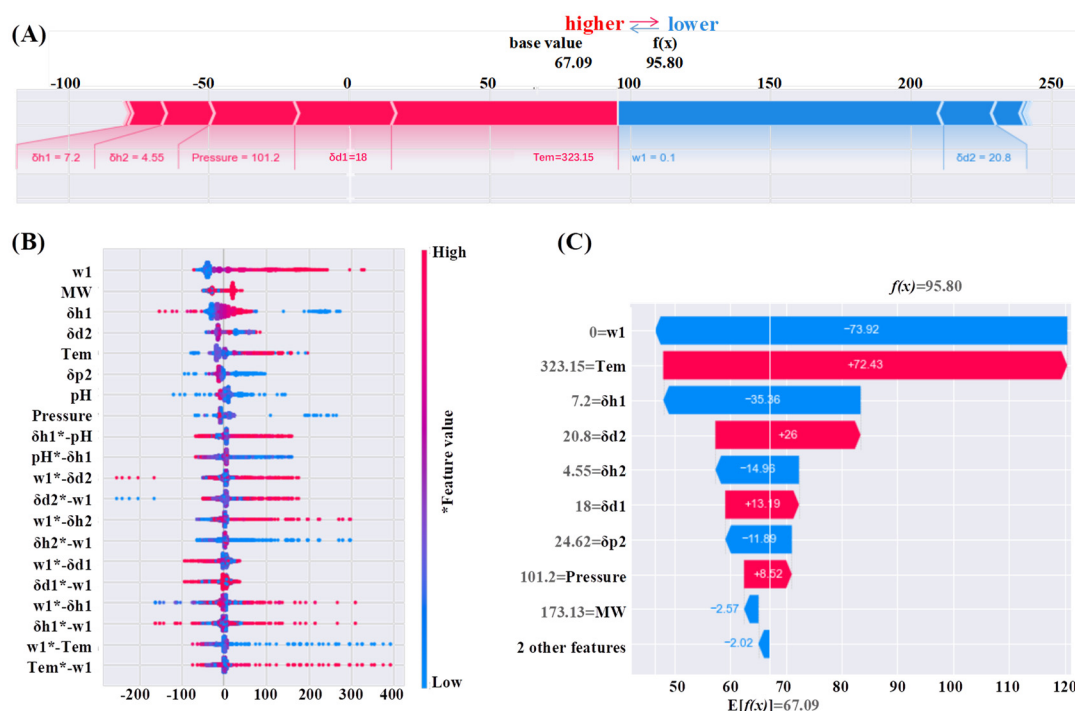 (A)
higher lower
base value f(x)
67.09 95.80
-100 -50 0 50 100 150 200 250
δh1 = 7.2 δh2 = 4.55 Pressure = 101.2 δd1=18 Tem=323.15 w1 = 0.1 δd2 = 20.8
(B)
High
w1
MW
δh1
δd2
Tem
δp2
pH
Pressure
δh1*-pH
pH*-δh1
w1*-δd2
δd2*-w1
w1*-δh2
δh2*-w1
w1*-δd1
δd1*-w1
w1*-δh1
δh1*-w1
w1*-Tem
Tem*-w1
*Feature value
Low
-200 -100 0 100 200 300 400
(C)
f(x)=95.80
0=w1 −73.92
323.15=Tem +72.43
7.2=δh1 −35.36
20.8=δd2 +26
4.55=δh2 −14.96
18=δd1 +13.19
24.62=δp2 −11.89
101.2=Pressure +8.52
173.13=MW −2.57
2 other features −2.02
50 60 70 80 90 100 110 120
E[f(x)]=67.09